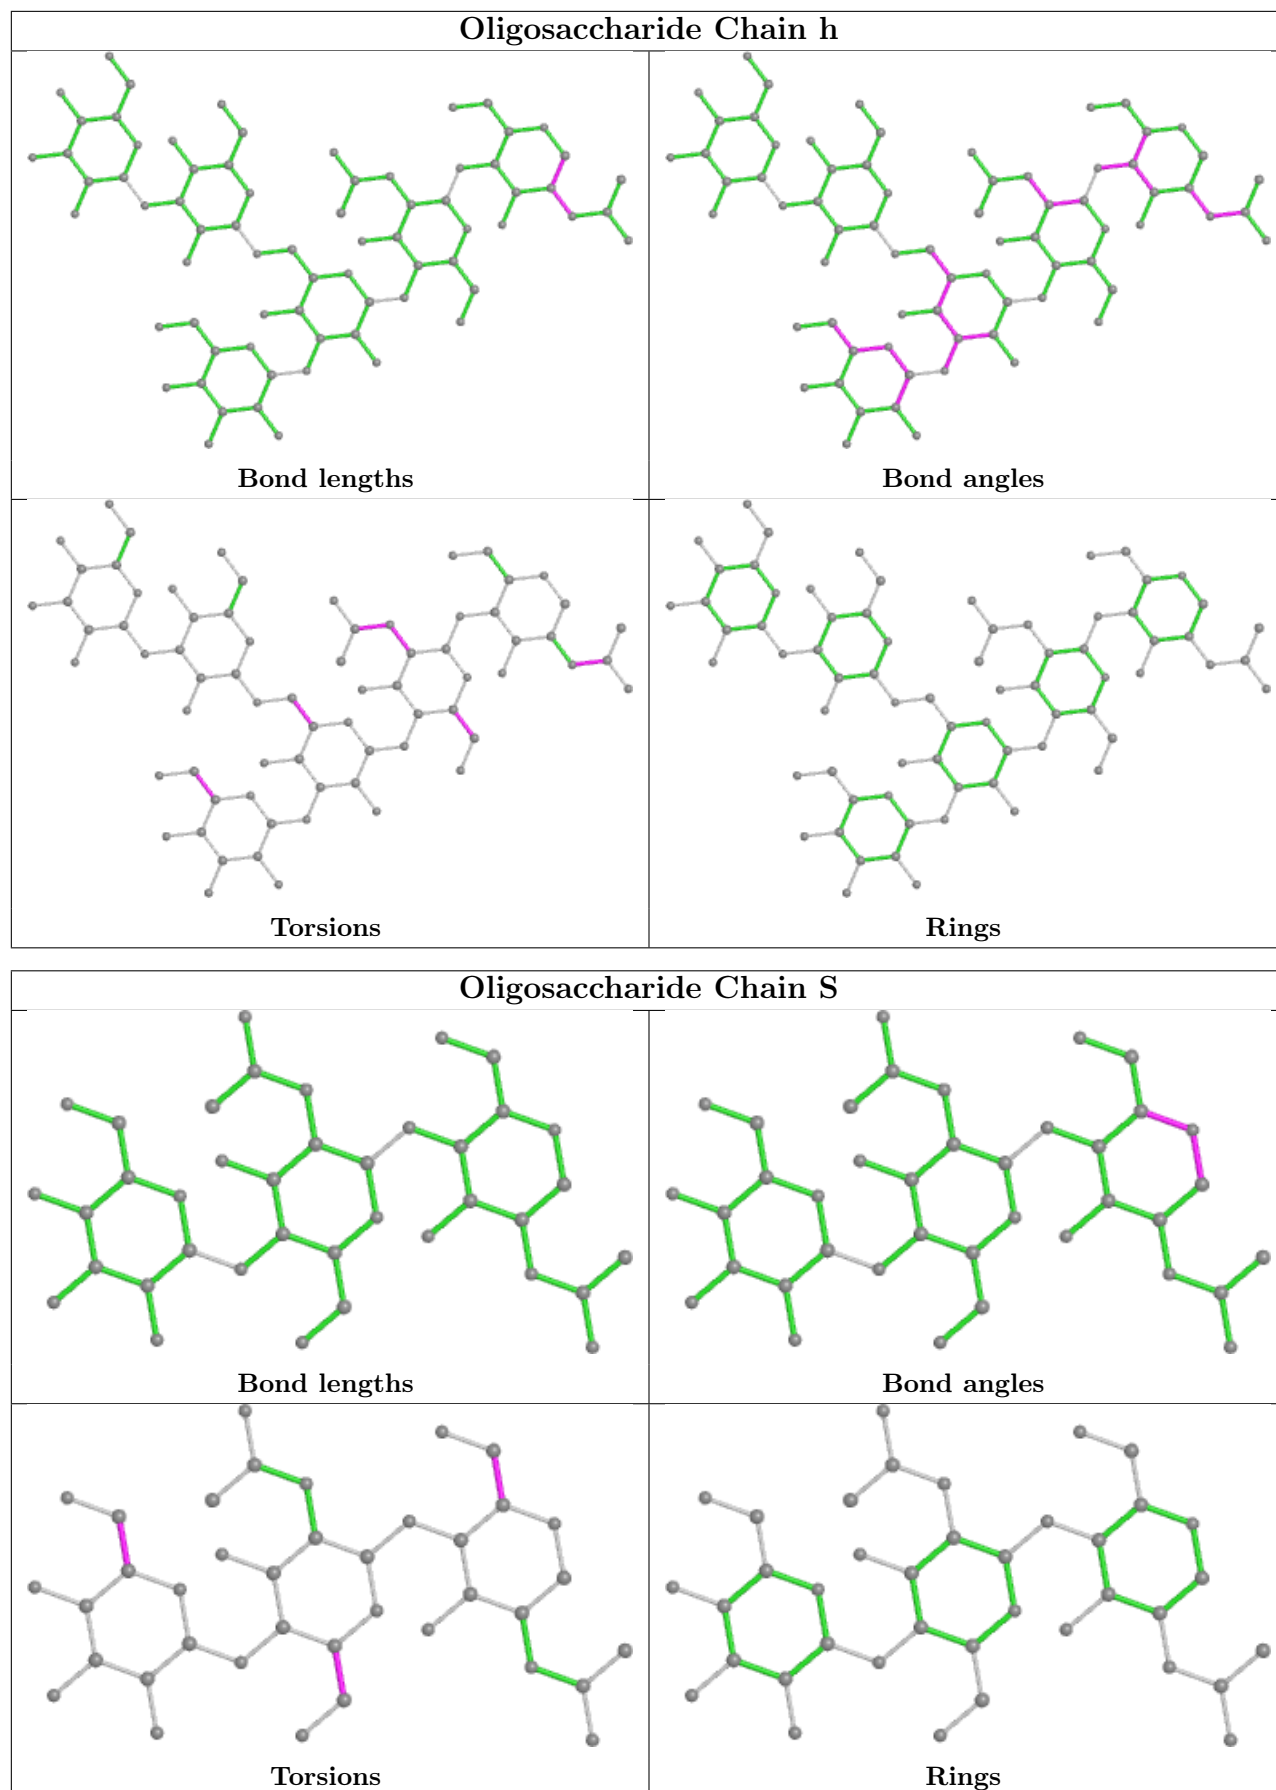 Oligosaccharide Chain h
Bond lengths
Bond angles
Torsions
Rings
Oligosaccharide Chain S
Bond lengths
Bond angles
Torsions
Rings